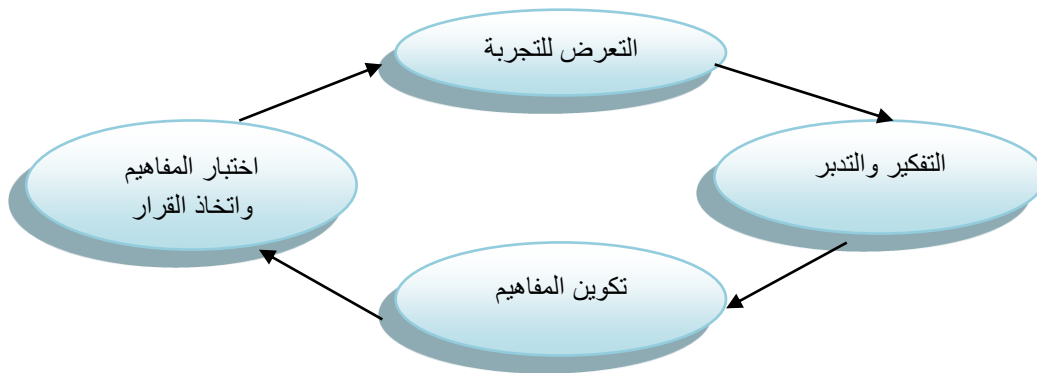 التعرض للتجربة
التفكير والتدبر
تكوين المفاهيم
اختبار المفاهيم
واتخاذ القرار